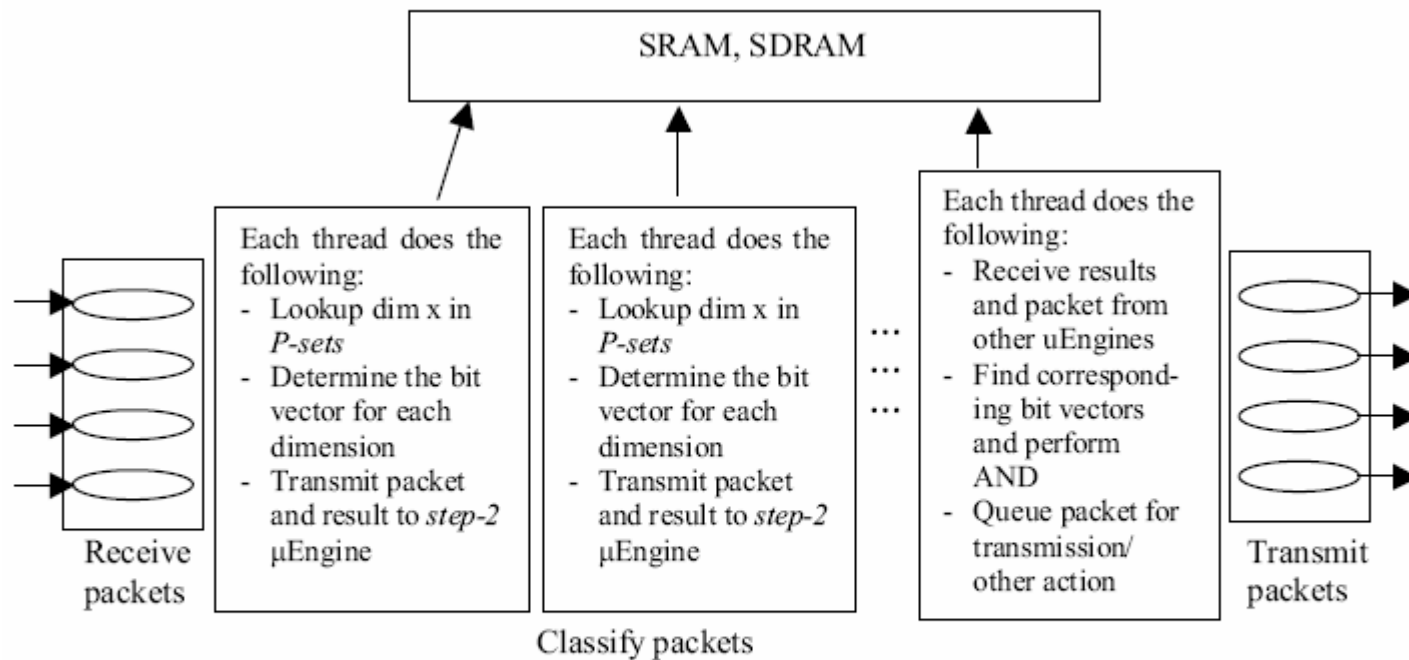 SRAM, SDRAM
Receive
packets
Each thread does the
following:
- Lookup dim x in
P-sets
- Determine the bit
vector for each
dimension
- Transmit packet
and result to step-2
μEngine
Each thread does the
following:
- Lookup dim x in
P-sets
- Determine the bit
vector for each
dimension
- Transmit packet
and result to step-2
μEngine
...
...
...
Each thread does the
following:
- Receive results
and packet from
other uEngines
- Find correspond-
ing bit vectors
and perform
AND
- Queue packet for
transmission/
other action
Transmit
packets
Classify packets